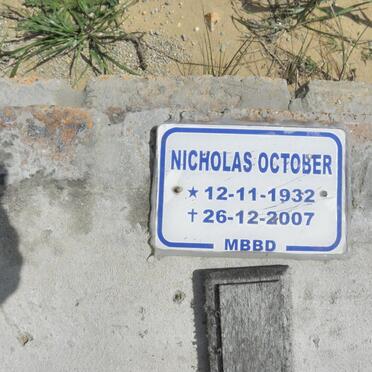 NICHOLAS OCTOBER
★ 12-11-1932
✝ 26-12-2007
MBBD